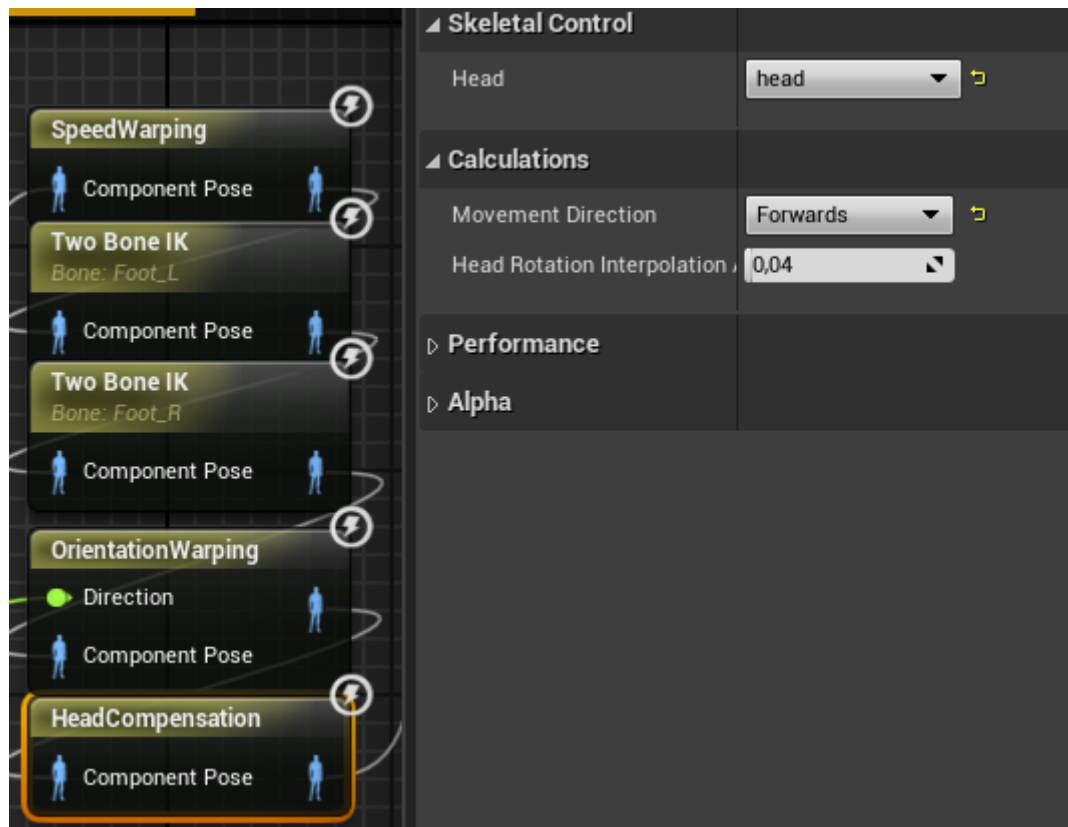 SpeedWarping
Component Pose
Two Bone IK
Bone: Foot_L
Component Pose
Two Bone IK
Bone: Foot_R
Component Pose
OrientationWarping
Direction
Component Pose
HeadCompensation
Component Pose
Skeletal Control
Head head
Calculations
Movement Direction Forwards
Head Rotation Interpolation 0,04
Performance
Alpha